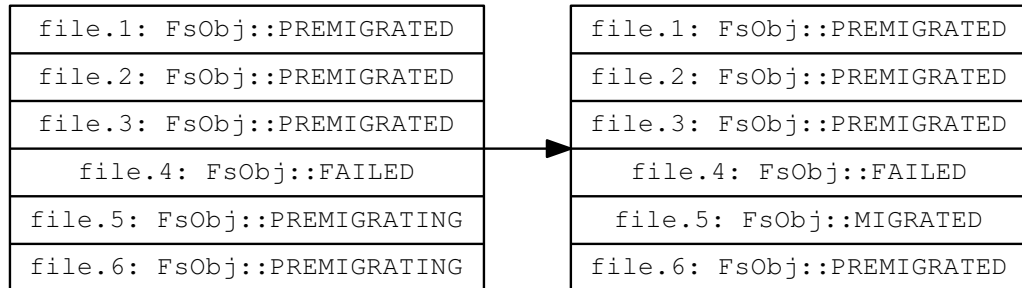 file.1: FsObj::PREMIGRATED
file.2: FsObj::PREMIGRATED
file.3: FsObj::PREMIGRATED
file.4: FsObj::FAILED
file.5: FsObj::PREMIGRATING
file.6: FsObj::PREMIGRATING
file.1: FsObj::PREMIGRATED
file.2: FsObj::PREMIGRATED
file.3: FsObj::PREMIGRATED
file.4: FsObj::FAILED
file.5: FsObj::MIGRATED
file.6: FsObj::PREMIGRATED